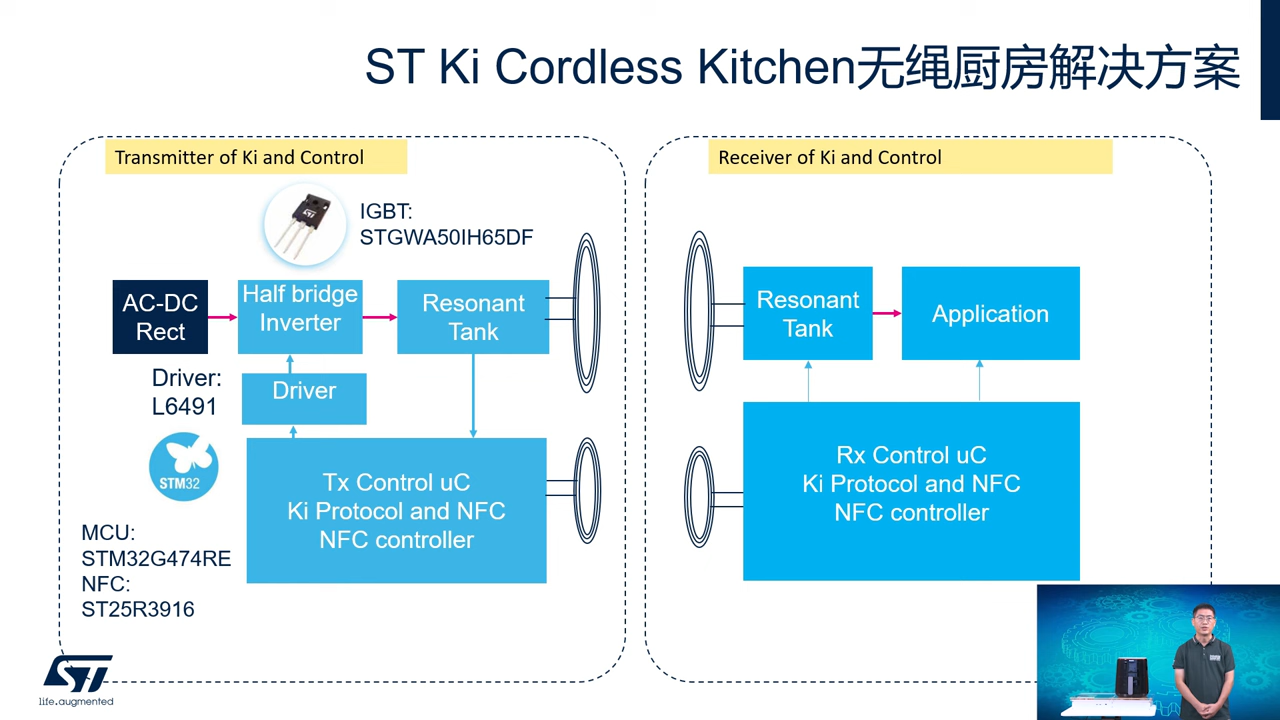 ST Ki Cordless Kitchen无绳厨房解决方案
Transmitter of Ki and Control
IGBT:
STGWA50IH65DF
AC-DC
Rect
Half bridge
Inverter
Resonant
Tank
Driver:
L6491
Driver
STM32
Tx Control uC
Ki Protocol and NFC
NFC controller
MCU:
STM32G474RE
NFC:
ST25R3916
Receiver of Ki and Control
Resonant
Tank
Application
Rx Control uC
Ki Protocol and NFC
NFC controller
ST
life.augmented